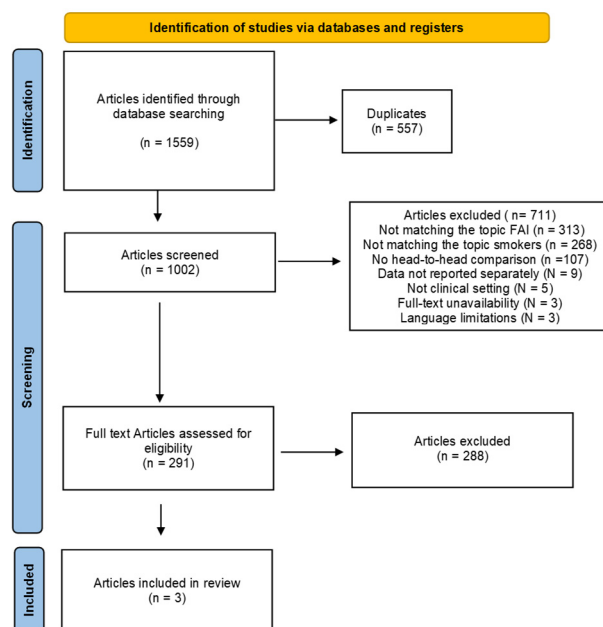 Identification of studies via databases and registers
Identification
Articles identified through
database searching
(n = 1559)
Duplicates
(n = 557)
Screening
Articles screened
(n = 1002)
Articles excluded ( n= 711)
Not matching the topic FAI (n = 313)
Not matching the topic smokers (n = 268)
No head-to-head comparison (n =107)
Data not reported separately (N = 9)
Not clinical setting (N = 5)
Full-text unavailability (N = 3)
Language limitations (N = 3)
Full text Articles assessed for
eligibility
(n = 291)
Articles excluded
(n = 288)
Included
Articles included in review
(n = 3)